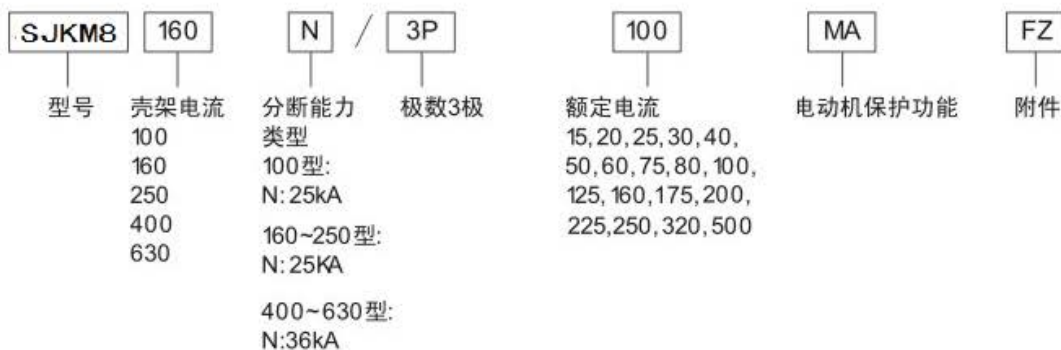 SJKM8 160 N / 3P 100 MA FZ
型号 壳架电流 分断能力 极数3极 额定电流 电动机保护功能 附件
100 类型 15,20,25,30,40,
160 100型: 50,60,75,80,100,
250 N:25kA 125,160,175,200,
400 160~250型: 225,250,320,500
630 N:25KA
400~630型:
N:36kA